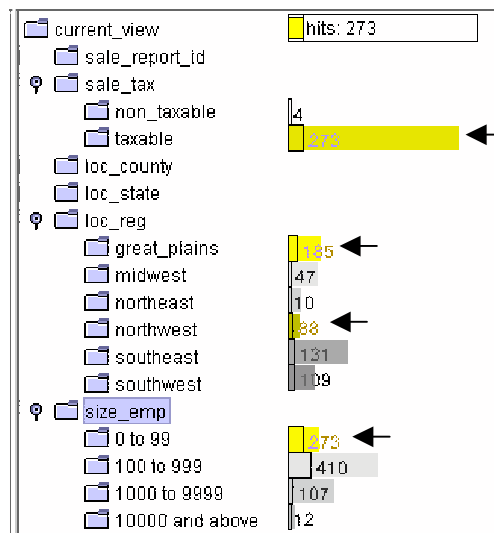 current_view hits: 273
sale_report_id
sale_tax
non_taxable 4
taxable 273
loc_county
loc_state
loc_reg
great_plains 185
midwest 47
northeast 10
northwest 88
southeast 131
southwest 109
size_emp
0 to 99 273
100 to 999 410
1000 to 9999 107
10000 and above 12